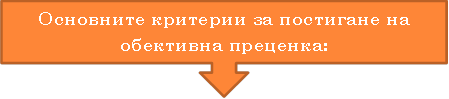 Основните критерии за постигане на
обективна преценка: